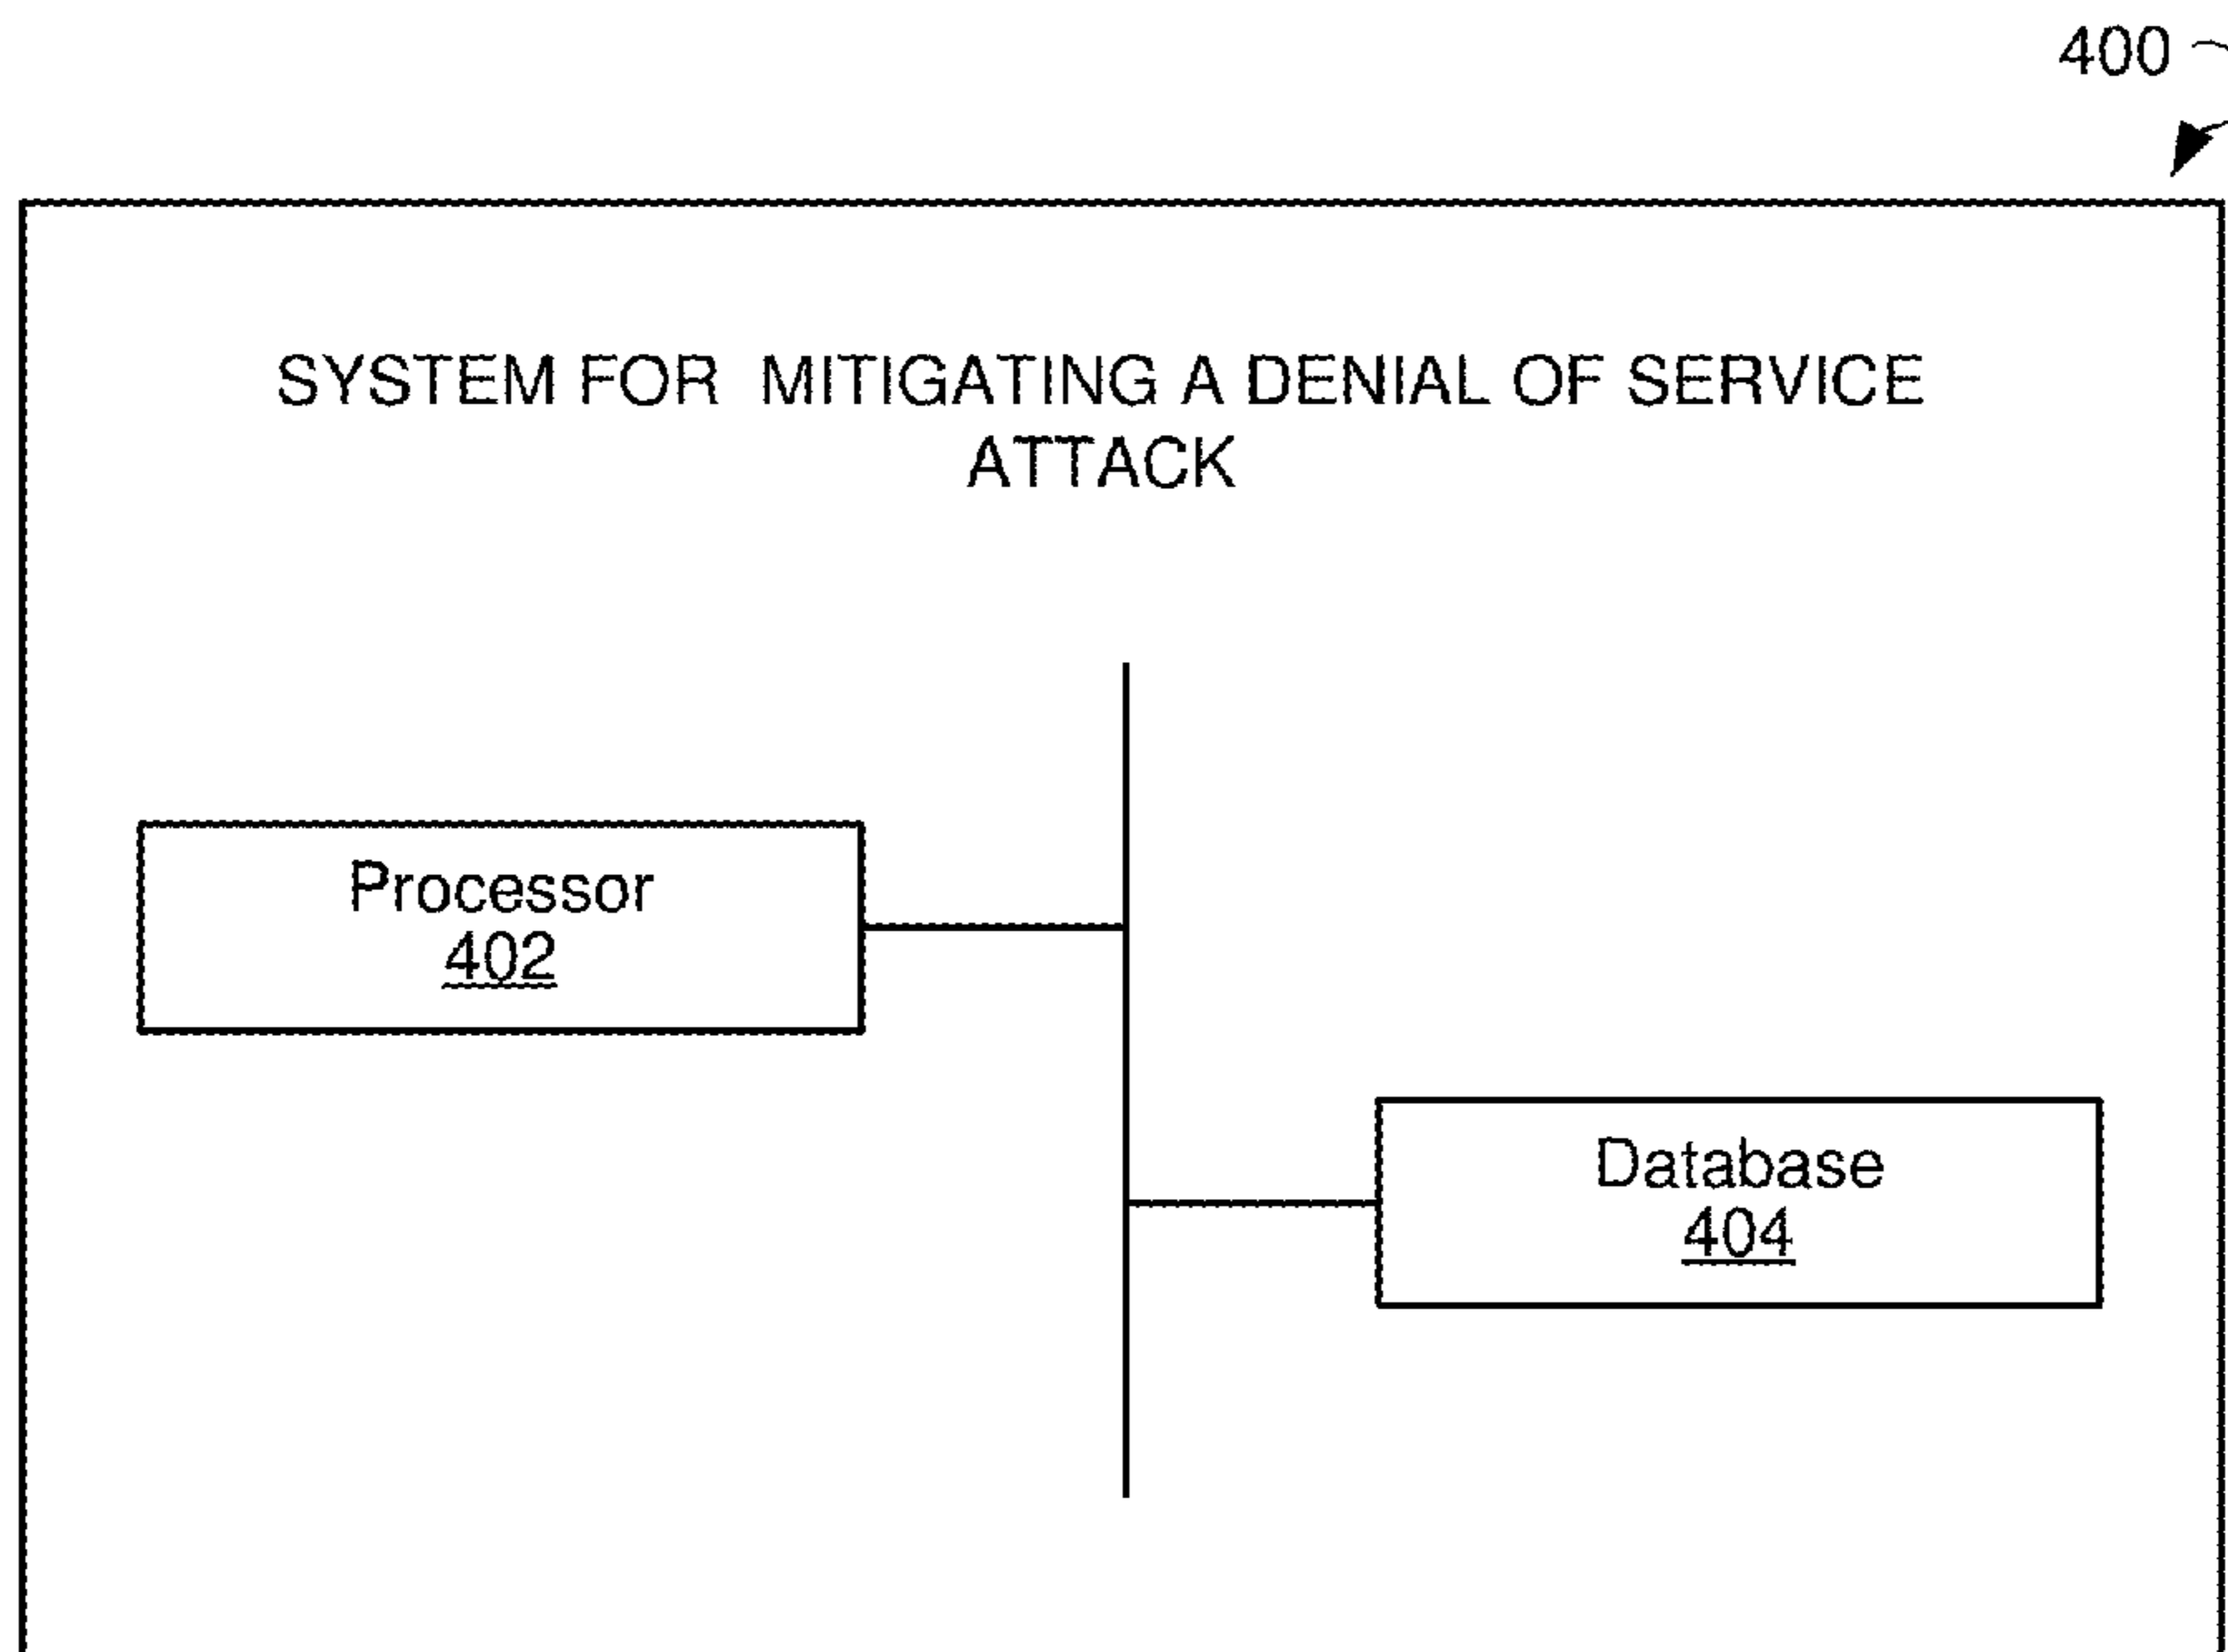 400
SYSTEM FOR MITIGATING A DENIAL OF SERVICE
ATTACK
Processor
402
Database
404